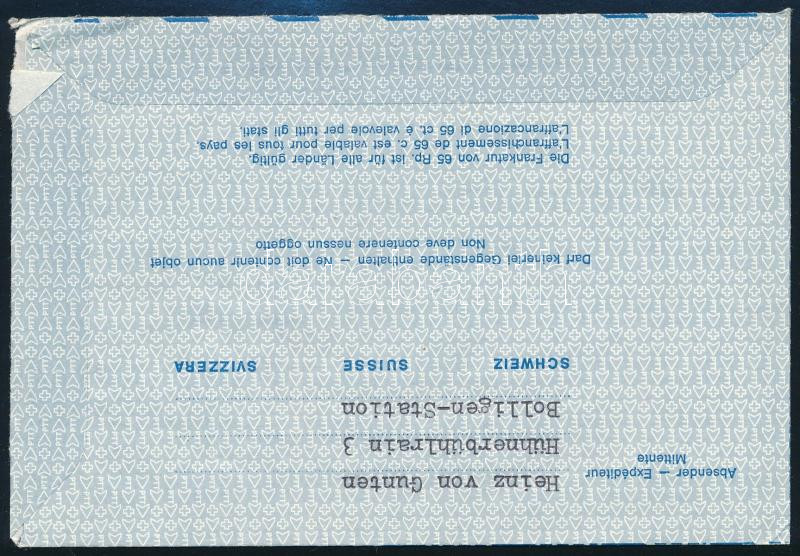 Absender — Expéditeur
Mittente
Heinz von Gunten
Hühnerbühlrain 3
Bolligen-Station
SCHWEIZ SUISSE SVIZZERA
Darf keinerlei Gegenstände enthalten — Ne doit contenir aucun objet
Non deve contenere nessun oggetto
Die Frankatur von 65 Rp. ist für alle Länder gültig.
L'affranchissement de 65 c. est valable pour tous les pays.
L'affrancazione di 65 ct. è valevole per tutti gli stati.
darabanth